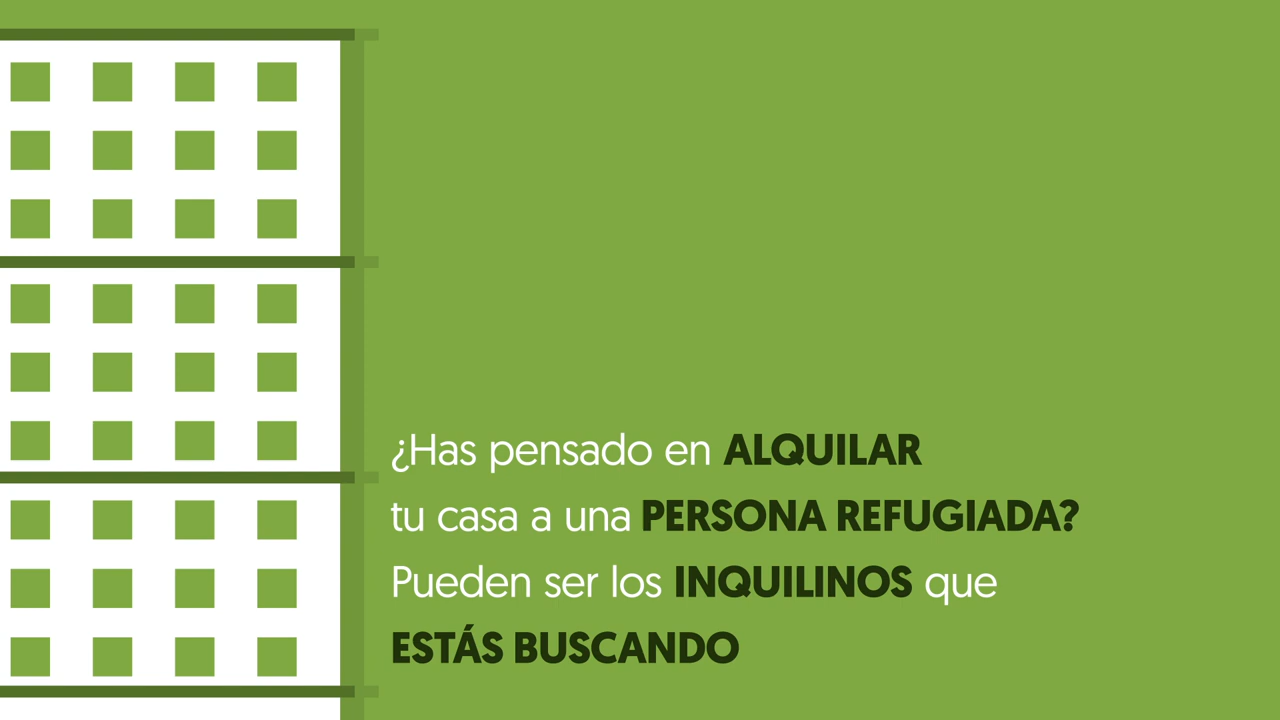 ¿Has pensado en ALQUILAR
tu casa a una PERSONA REFUGIADA?
Pueden ser los INQUILINOS que
ESTÁS BUSCANDO